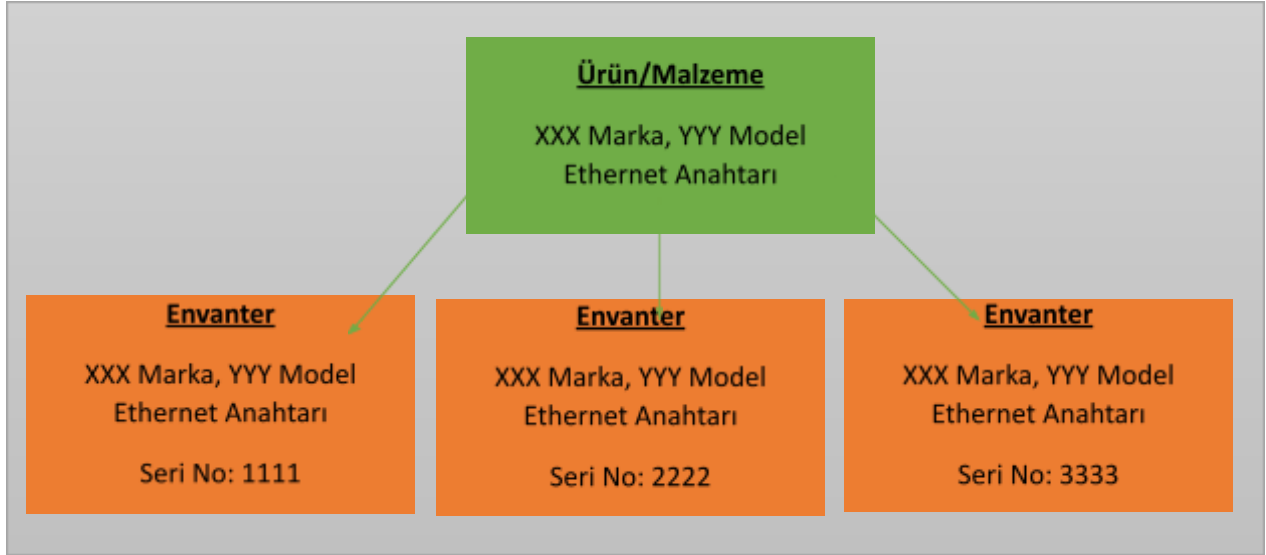 Ürün/Malzeme
XXX Marka, YYY Model
Ethernet Anahtarı
Envanter
XXX Marka, YYY Model
Ethernet Anahtarı
Seri No: 1111
Envanter
XXX Marka, YYY Model
Ethernet Anahtarı
Seri No: 2222
Envanter
XXX Marka, YYY Model
Ethernet Anahtarı
Seri No: 3333